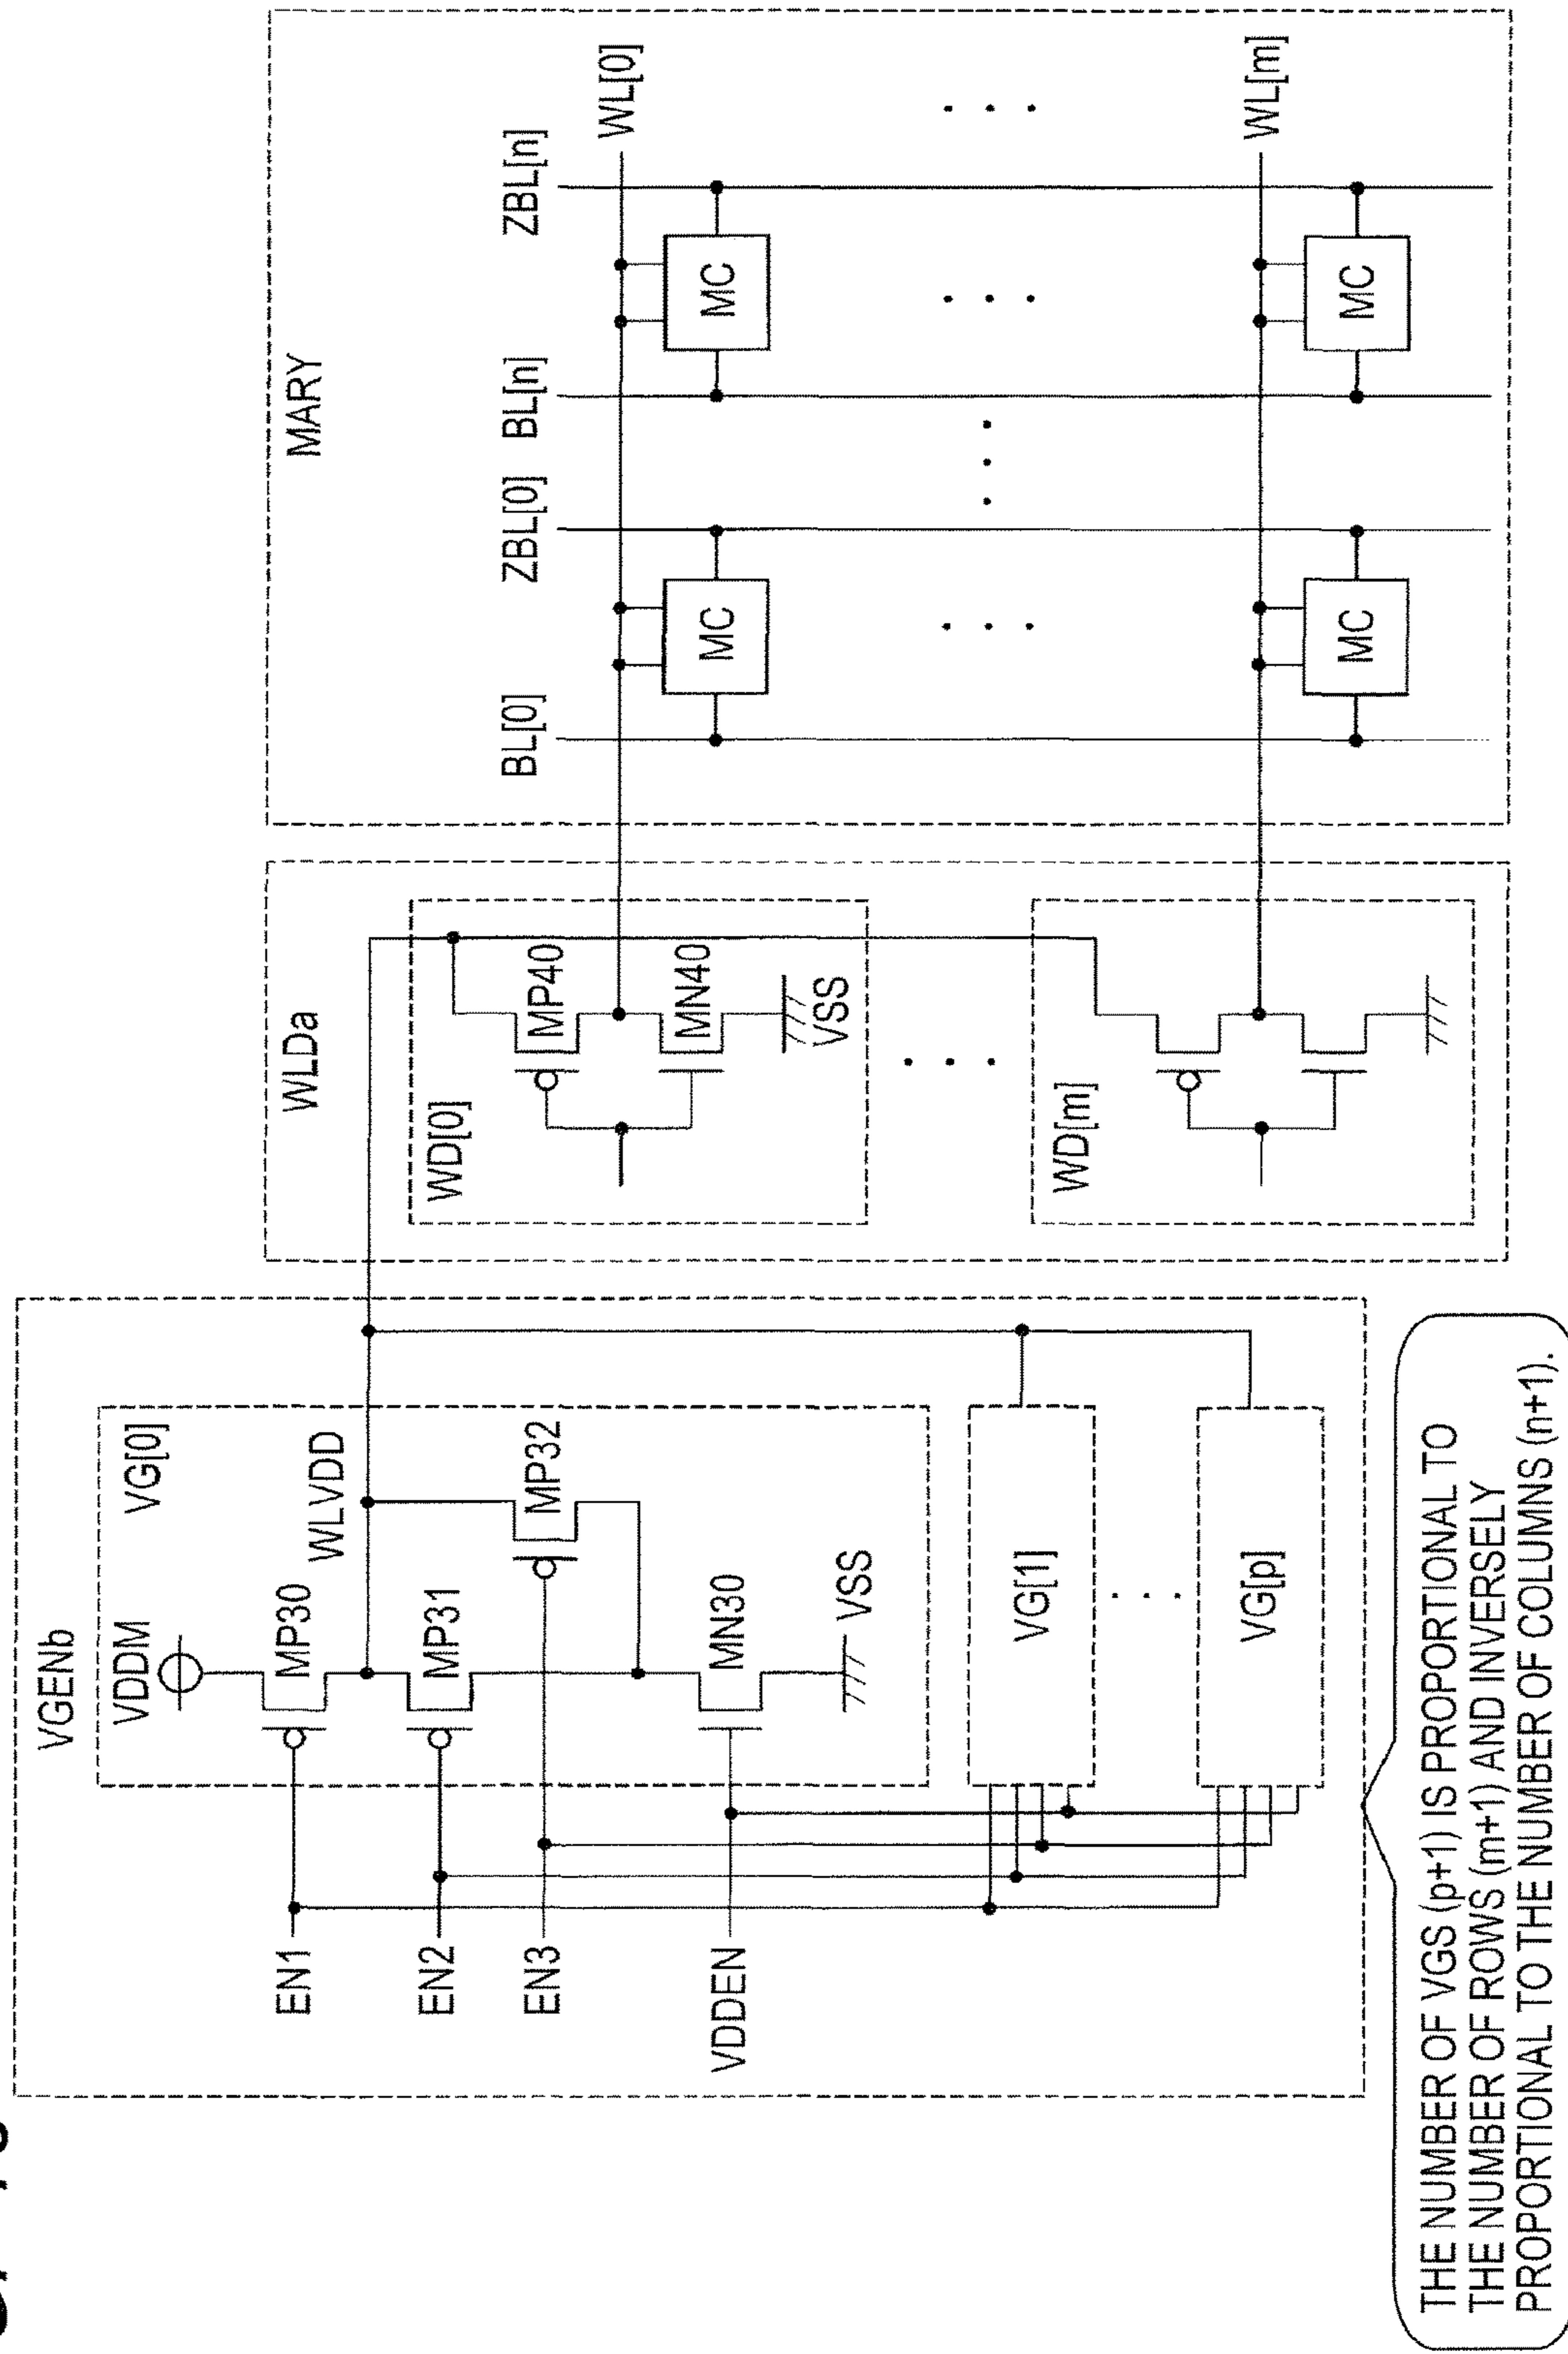 VGENb
VDDM
VG[0]
MP30
WLVDD
EN1
MP31
EN2
MP32
EN3
MN30
VDDEN
VSS
VG[1]
VG[p]
WLDa
WD[0]
MP40
MN40
VSS
WD[m]
MARY
BL[0]
ZBL[0]
BL[n]
ZBL[n]
WL[0]
MC
MC
WL[m]
MC
MC
THE NUMBER OF VGS (p+1) IS PROPORTIONAL TO
THE NUMBER OF ROWS (m+1) AND INVERSELY
PROPORTIONAL TO THE NUMBER OF COLUMNS (n+1).